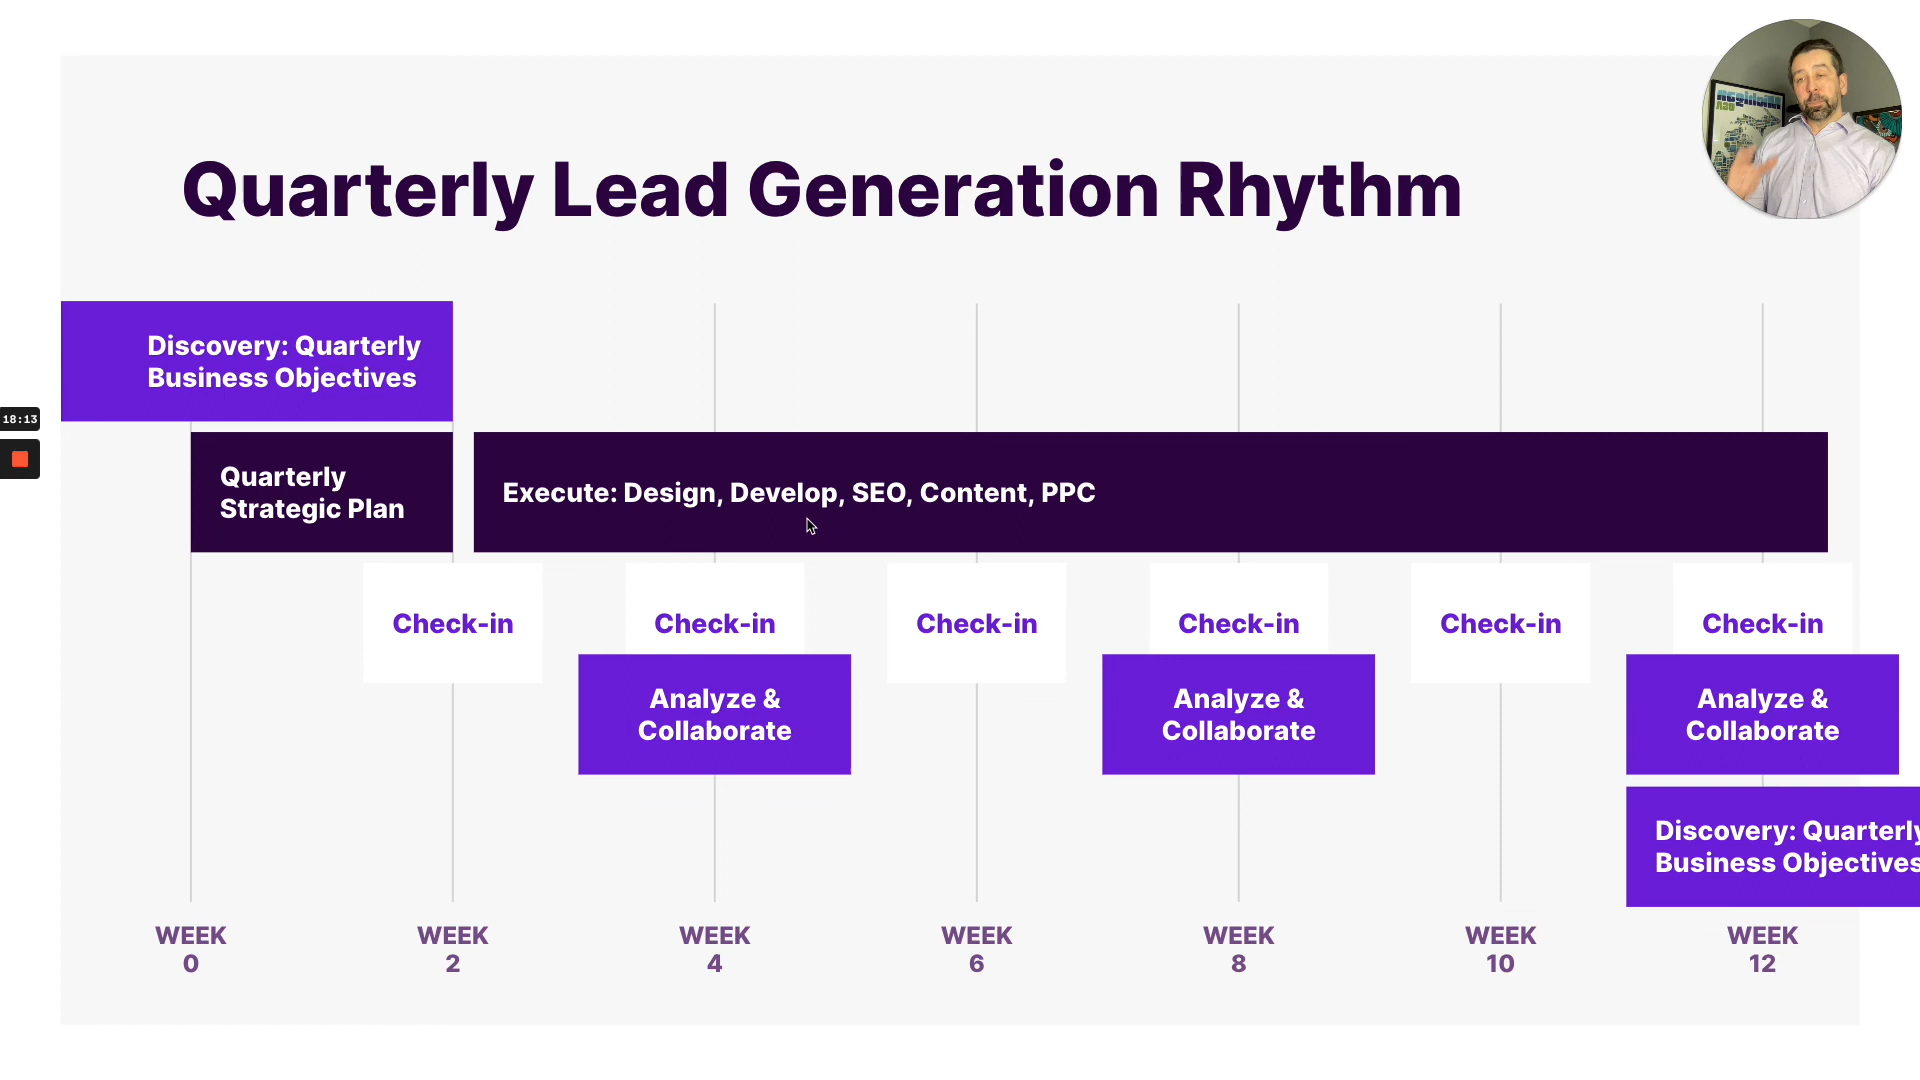 Quarterly Lead Generation Rhythm
Discovery: Quarterly
Business Objectives
18:13
Quarterly
Strategic Plan
Execute: Design, Develop, SEO, Content, PPC
Check-in
Check-in
Check-in
Check-in
Check-in
Check-in
Analyze &
Collaborate
Analyze &
Collaborate
Analyze &
Collaborate
Discovery: Quarterly
Business Objectives
WEEK
0
WEEK
2
WEEK
4
WEEK
6
WEEK
8
WEEK
10
WEEK
12